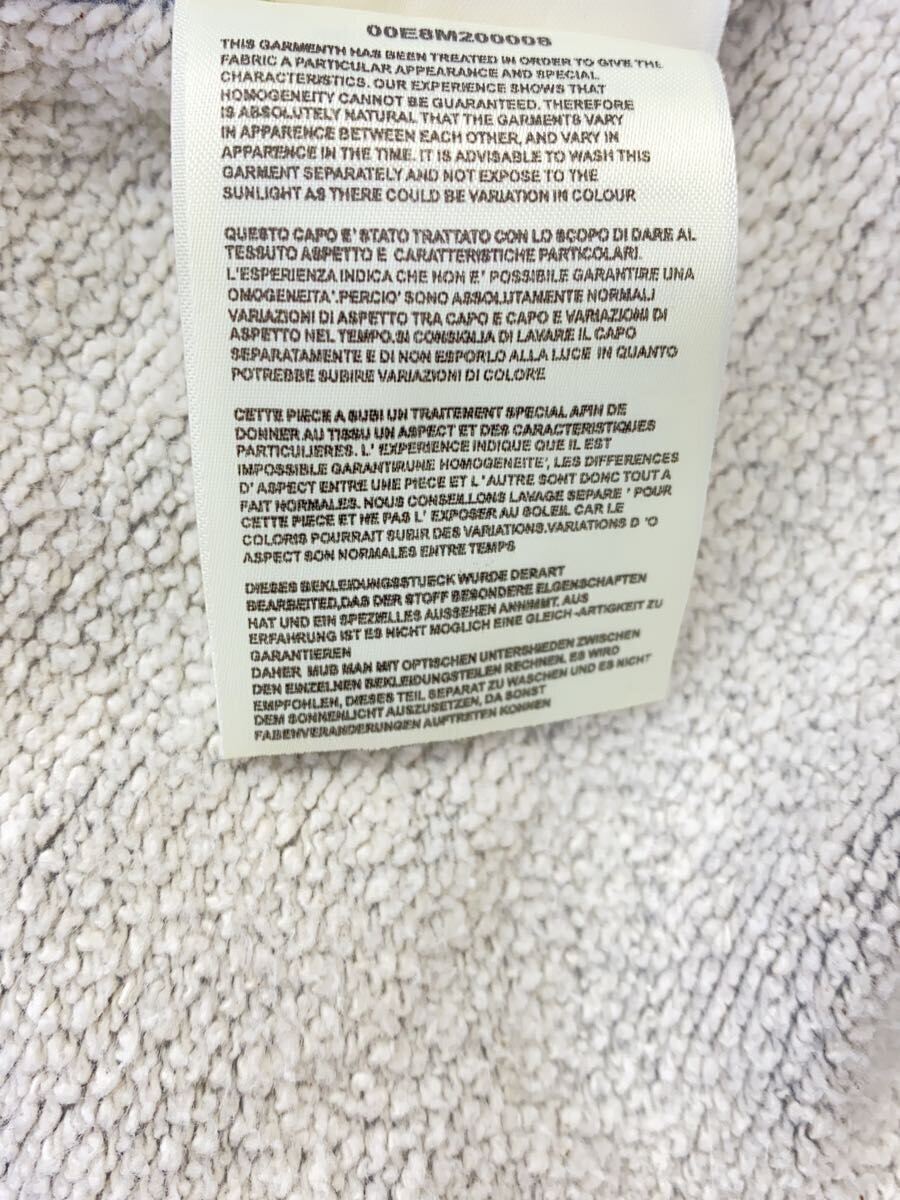 00E8M200008
THIS GARMENTH HAS BEEN TREATED IN ORDER TO GIVE THE
FABRIC A PARTICULAR APPEARANCE AND SPECIAL
CHARACTERISTICS. OUR EXPERIENCE SHOWS THAT
HOMOGENEITY CANNOT BE GUARANTEED. THEREFORE
IS ABSOLUTELY NATURAL THAT THE GARMENTS VARY
IN APPARENCE BETWEEN EACH OTHER, AND VARY IN
APPARTENCE IN THE TIME. IT IS ADVISABLE TO WASH THIS
GARMENT SEPARATELY AND NOT EXPOSE TO THE
SUNLIGHT AS THERE COULD BE VARIATION IN COLOUR
QUESTO CAPO E' STATO TRATTATO CON LO SCOPO DI DARE AL
TESSUTO ASPETTO E CARATTERISTICHE PARTICOLARI.
L'ESPERIENZA INDICA CHE NON E' POSSIBILE GARANTIRE UNA
OMOGENEITA'.PERCIO' SONO ASSOLUTAMENTE NORMALI
VARIAZIONI DI ASPETTO TRA CAPO E CAPO E VARIAZIONI DI
ASPETTO NEL TEMPO.SI CONSIGLIA DI LAVARE IL CAPO
SEPARATAMENTE E DI NON ESPORLO ALLA LUCE IN QUANTO
POTREBBE SUBIRE VARIAZIONI DI COLORE
CETTE PIECE A SUBI UN TRAITEMENT SPECIAL AFIN DE
DONNER AU TISSU UN ASPECT ET DES CARACTERISTIQUES
PARTICULIERES. L' EXPERIENCE INDIQUE QUE IL EST
IMPOSSIBLE GARANTIRUNE HOMOGENEITE', LES DIFFERENCES
D' ASPECT ENTRE UNE PIECE ET L' AUTRE SONT DONC TOUT A
FAIT NORMALES. NOUS CONSEILLONS LAVAGE SEPARE ' POUR
CETTE PIECE ET NE PAS L' EXPOSER AU SOLEIL CAR LE
COLORIS POURRAIT SUBIR DES VARIATIONS.VARIATIONS D 'O
ASPECT SON NORMALES ENTRE TEMPS
DIESES BEKLEIDUNGSSTUECK WURDE DERART
BEARBEITED,DAS DER STOFF BESONDERE EIGENSCHAFTEN
HAT UND EIN SPEZIELLES AUSSEHEN ANNIMMT. AUS
ERFAHRUNG IST ES NICHT MOGLICH EINE GLEICH -ARTIGKEIT ZU
GARANTIEREN
DAHER MUB MAN MIT OPTISCHEN UNTERSHIEDEN ZWISCHEN
DEN EINZELNEN BEKLEIDUNGSTEILEN RECHNEN. ES WIRD
EMPFOHLEN, DIESES TEIL SEPARAT ZU WASCHEN UND ES NICHT
DEM SONNENLICHT AUSZUSETZEN, DA SONST
FABENVERANDERUNGEN AUFTRETEN KONNEN